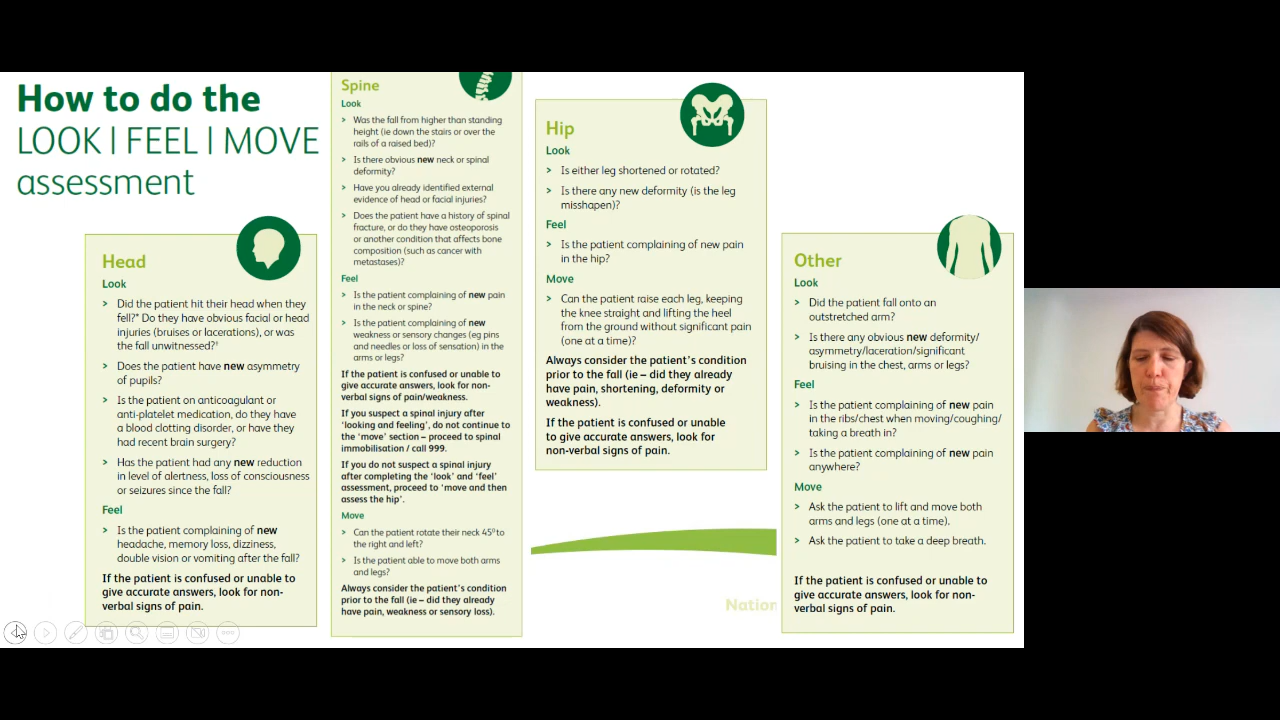 How to do the
LOOK | FEEL | MOVE
assessment
Head
Look
> Did the patient hit their head when they
fell?* Do they have obvious facial or head
injuries (bruises or lacerations), or was
the fall unwitnessed?†
> Does the patient have new asymmetry
of pupils?
> Is the patient on anticoagulant or
anti-platelet medication, do they have
a blood clotting disorder, or have they
had recent brain surgery?
> Has the patient had any new reduction
in level of alertness, loss of consciousness
or seizures since the fall?
Feel
> Is the patient complaining of new
headache, memory loss, dizziness,
double vision or vomiting after the fall?
If the patient is confused or unable to
give accurate answers, look for non-
verbal signs of pain.
Spine
Look
> Was the fall from higher than standing
height (ie down the stairs or over the
rails of a raised bed)?
> Is there obvious new neck or spinal
deformity?
> Have you already identified external
evidence of head or facial injuries?
> Does the patient have a history of spinal
fracture, or do they have osteoporosis
or another condition that affects bone
composition (such as cancer with
metastases)?
Feel
> Is the patient complaining of new pain
in the neck or spine?
> Is the patient complaining of new
weakness or sensory changes (eg pins
and needles or loss of sensation) in the
arms or legs?
If the patient is confused or unable to
give accurate answers, look for non-
verbal signs of pain/weakness.
If you suspect a spinal injury after
'looking and feeling', do not continue to
the 'move' section – proceed to spinal
immobilisation / call 999.
If you do not suspect a spinal injury
after completing the 'look' and 'feel'
assessment, proceed to 'move and then
assess the hip'.
Move
> Can the patient rotate their neck 45º to
the right and left?
> Is the patient able to move both arms
and legs?
Always consider the patient's condition
prior to the fall (ie – did they already
have pain, weakness or sensory loss).
Hip
Look
> Is either leg shortened or rotated?
> Is there any new deformity (is the leg
misshapen)?
Feel
> Is the patient complaining of new pain
in the hip?
Move
> Can the patient raise each leg, keeping
the knee straight and lifting the heel
from the ground without significant pain
(one at a time)?
Always consider the patient's condition
prior to the fall (ie – did they already
have pain, shortening, deformity or
weakness).
If the patient is confused or unable
to give accurate answers, look for
non-verbal signs of pain.
Nation
Other
Look
> Did the patient fall onto an
outstretched arm?
> Is there any obvious new deformity/
asymmetry/laceration/significant
bruising in the chest, arms or legs?
Feel
> Is the patient complaining of new pain
in the ribs/chest when moving/coughing/
taking a breath in?
> Is the patient complaining of new pain
anywhere?
Move
> Ask the patient to lift and move both
arms and legs (one at a time).
> Ask the patient to take a deep breath.
If the patient is confused or unable to
give accurate answers, look for non-
verbal signs of pain.